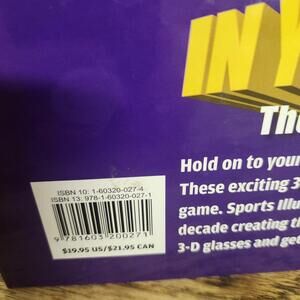 IN Y
The
Hold on to your
These exciting 3
game. Sports Illu
decade creating th
3-D glasses and get
ISBN 10: 1-60320-027-4
ISBN 13: 978-1-60320-027-1
9 781603 200271
$19.95 US/$21.95 CAN